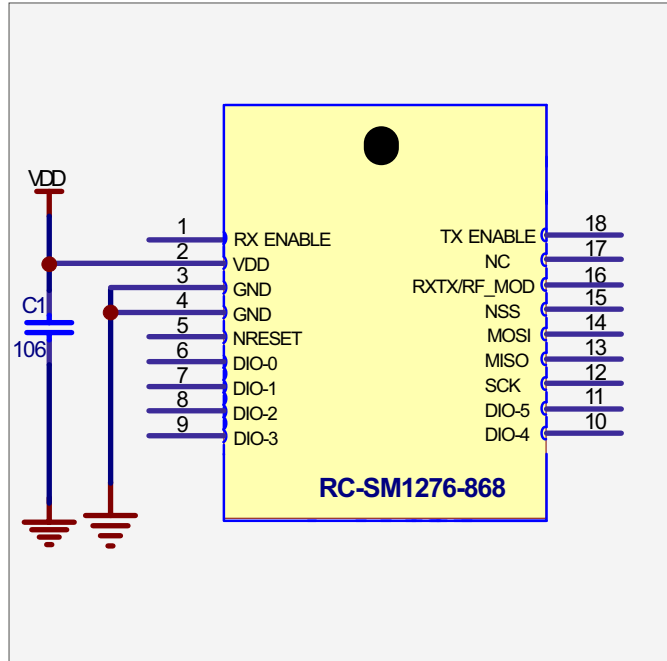 VDD
C1
106
1 RX ENABLE
2 VDD
3 GND
4 GND
5 NRESET
6 DIO-0
7 DIO-1
8 DIO-2
9 DIO-3
TX ENABLE 18
NC 17
RXTX/RF_MOD 16
NSS 15
MOSI 14
MISO 13
SCK 12
DIO-5 11
DIO-4 10
RC-SM1276-868